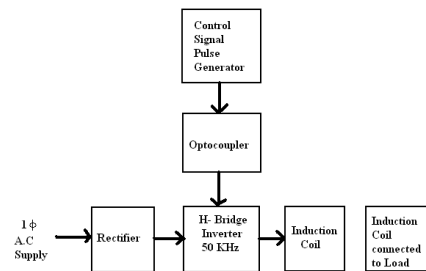 Control
Signal
Pulse
Generator
Optocoupler
1 ϕ
A.C
Supply
Rectifier
H- Bridge
Inverter
50 KHz
Induction
Coil
Induction
Coil
connected
to Load